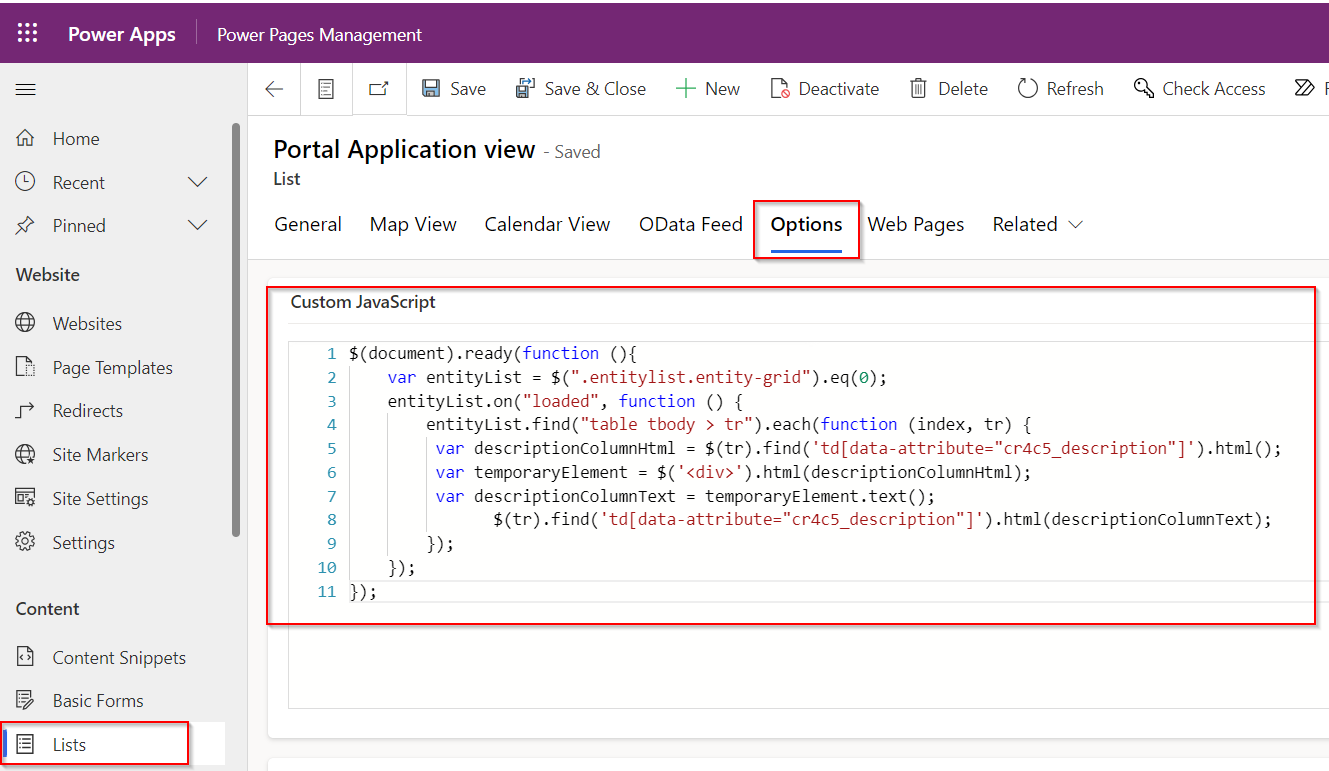 Power Apps Power Pages Management
Save Save & Close New Deactivate Delete Refresh Check Access
Home
Recent
Pinned
Website
Websites
Page Templates
Redirects
Site Markers
Site Settings
Settings
Content
Content Snippets
Basic Forms
Lists
Portal Application view - Saved
List
General Map View Calendar View OData Feed Options Web Pages Related
Custom JavaScript
1 $(document).ready(function (){
2 var entityList = $(".entitylist.entity-grid").eq(0);
3 entityList.on("loaded", function () {
4 entityList.find("table tbody > tr").each(function (index, tr) {
5 var descriptionColumnHtml = $(tr).find('td[data-attribute="cr4c5_description"]').html();
6 var temporaryElement = $('<div>').html(descriptionColumnHtml);
7 var descriptionColumnText = temporaryElement.text();
8 $(tr).find('td[data-attribute="cr4c5_description"]').html(descriptionColumnText);
9 });
10 });
11 });